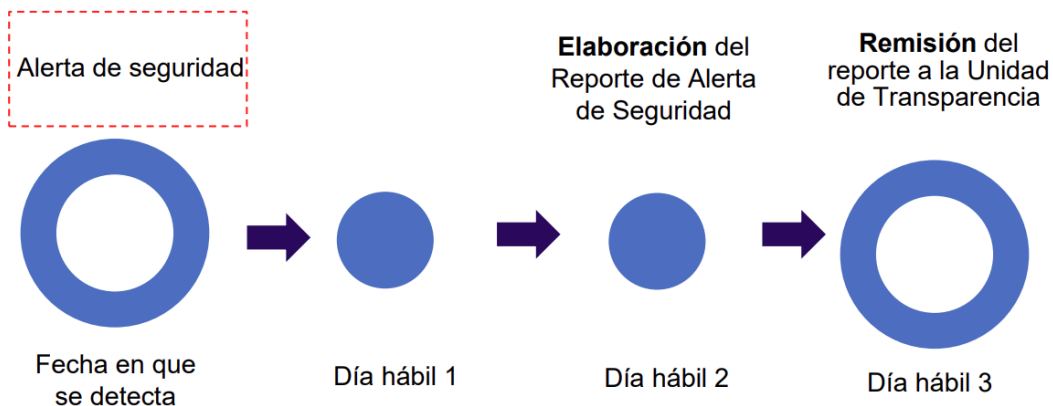 Alerta de seguridad
Elaboración del
Reporte de Alerta
de Seguridad
Remisión del
reporte a la Unidad
de Transparencia
Fecha en que
se detecta
Día hábil 1
Día hábil 2
Día hábil 3